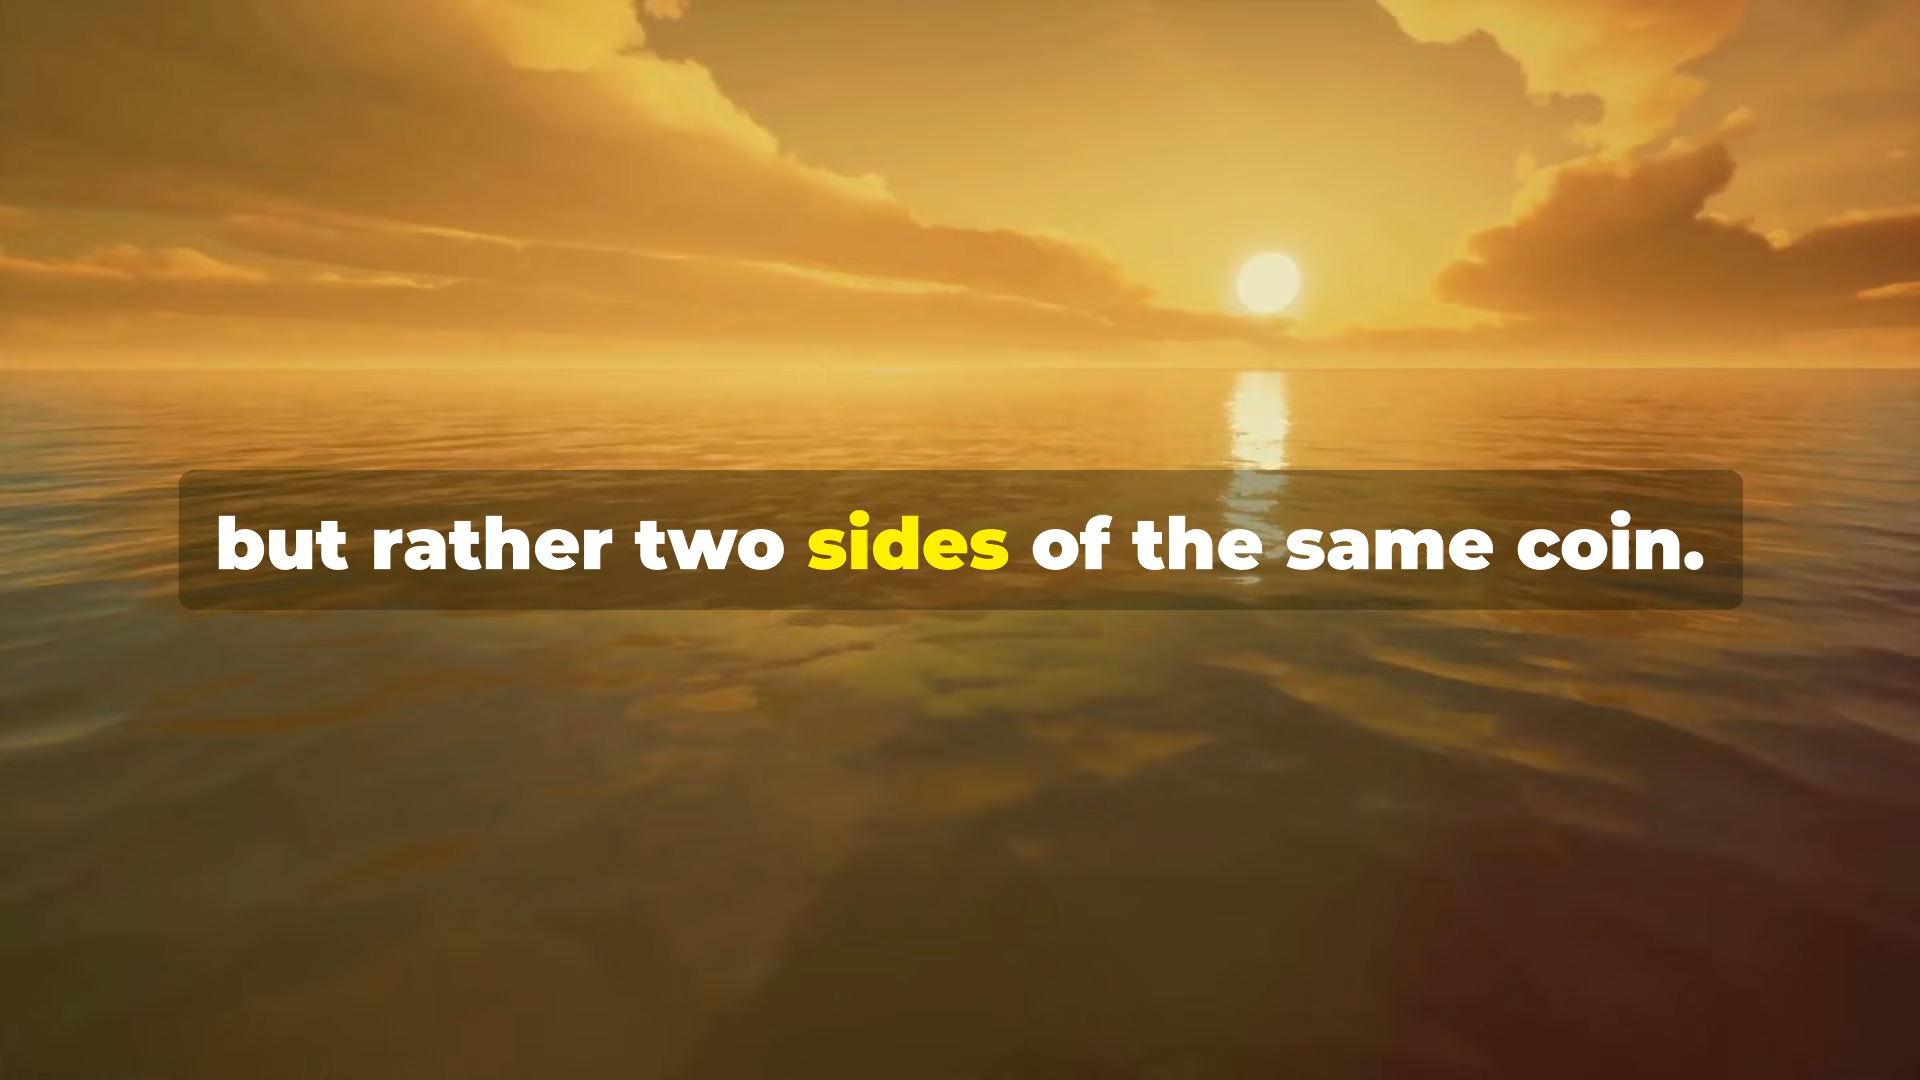 but rather two sides of the same coin.